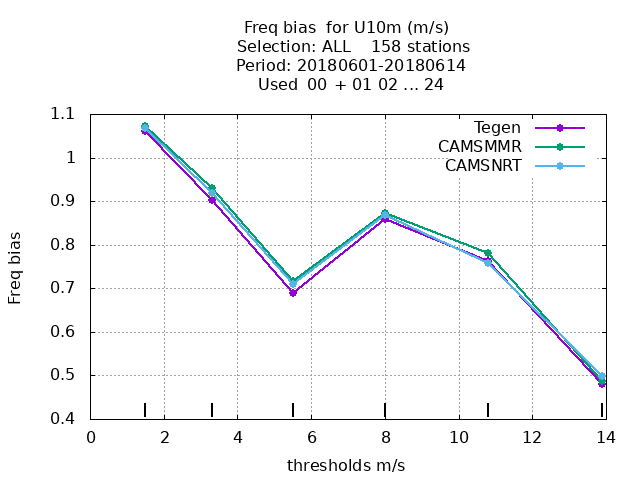 Freq bias  for U10m (m/s)
Selection: ALL    158 stations
Period: 20180601-20180614
Used  00  + 01 02 ... 24
Tegen
CAMSMMR
CAMSNRT
Freq bias
1.1
1
0.9
0.8
0.7
0.6
0.5
0.4
0 2 4 6 8 10 12 14
thresholds m/s